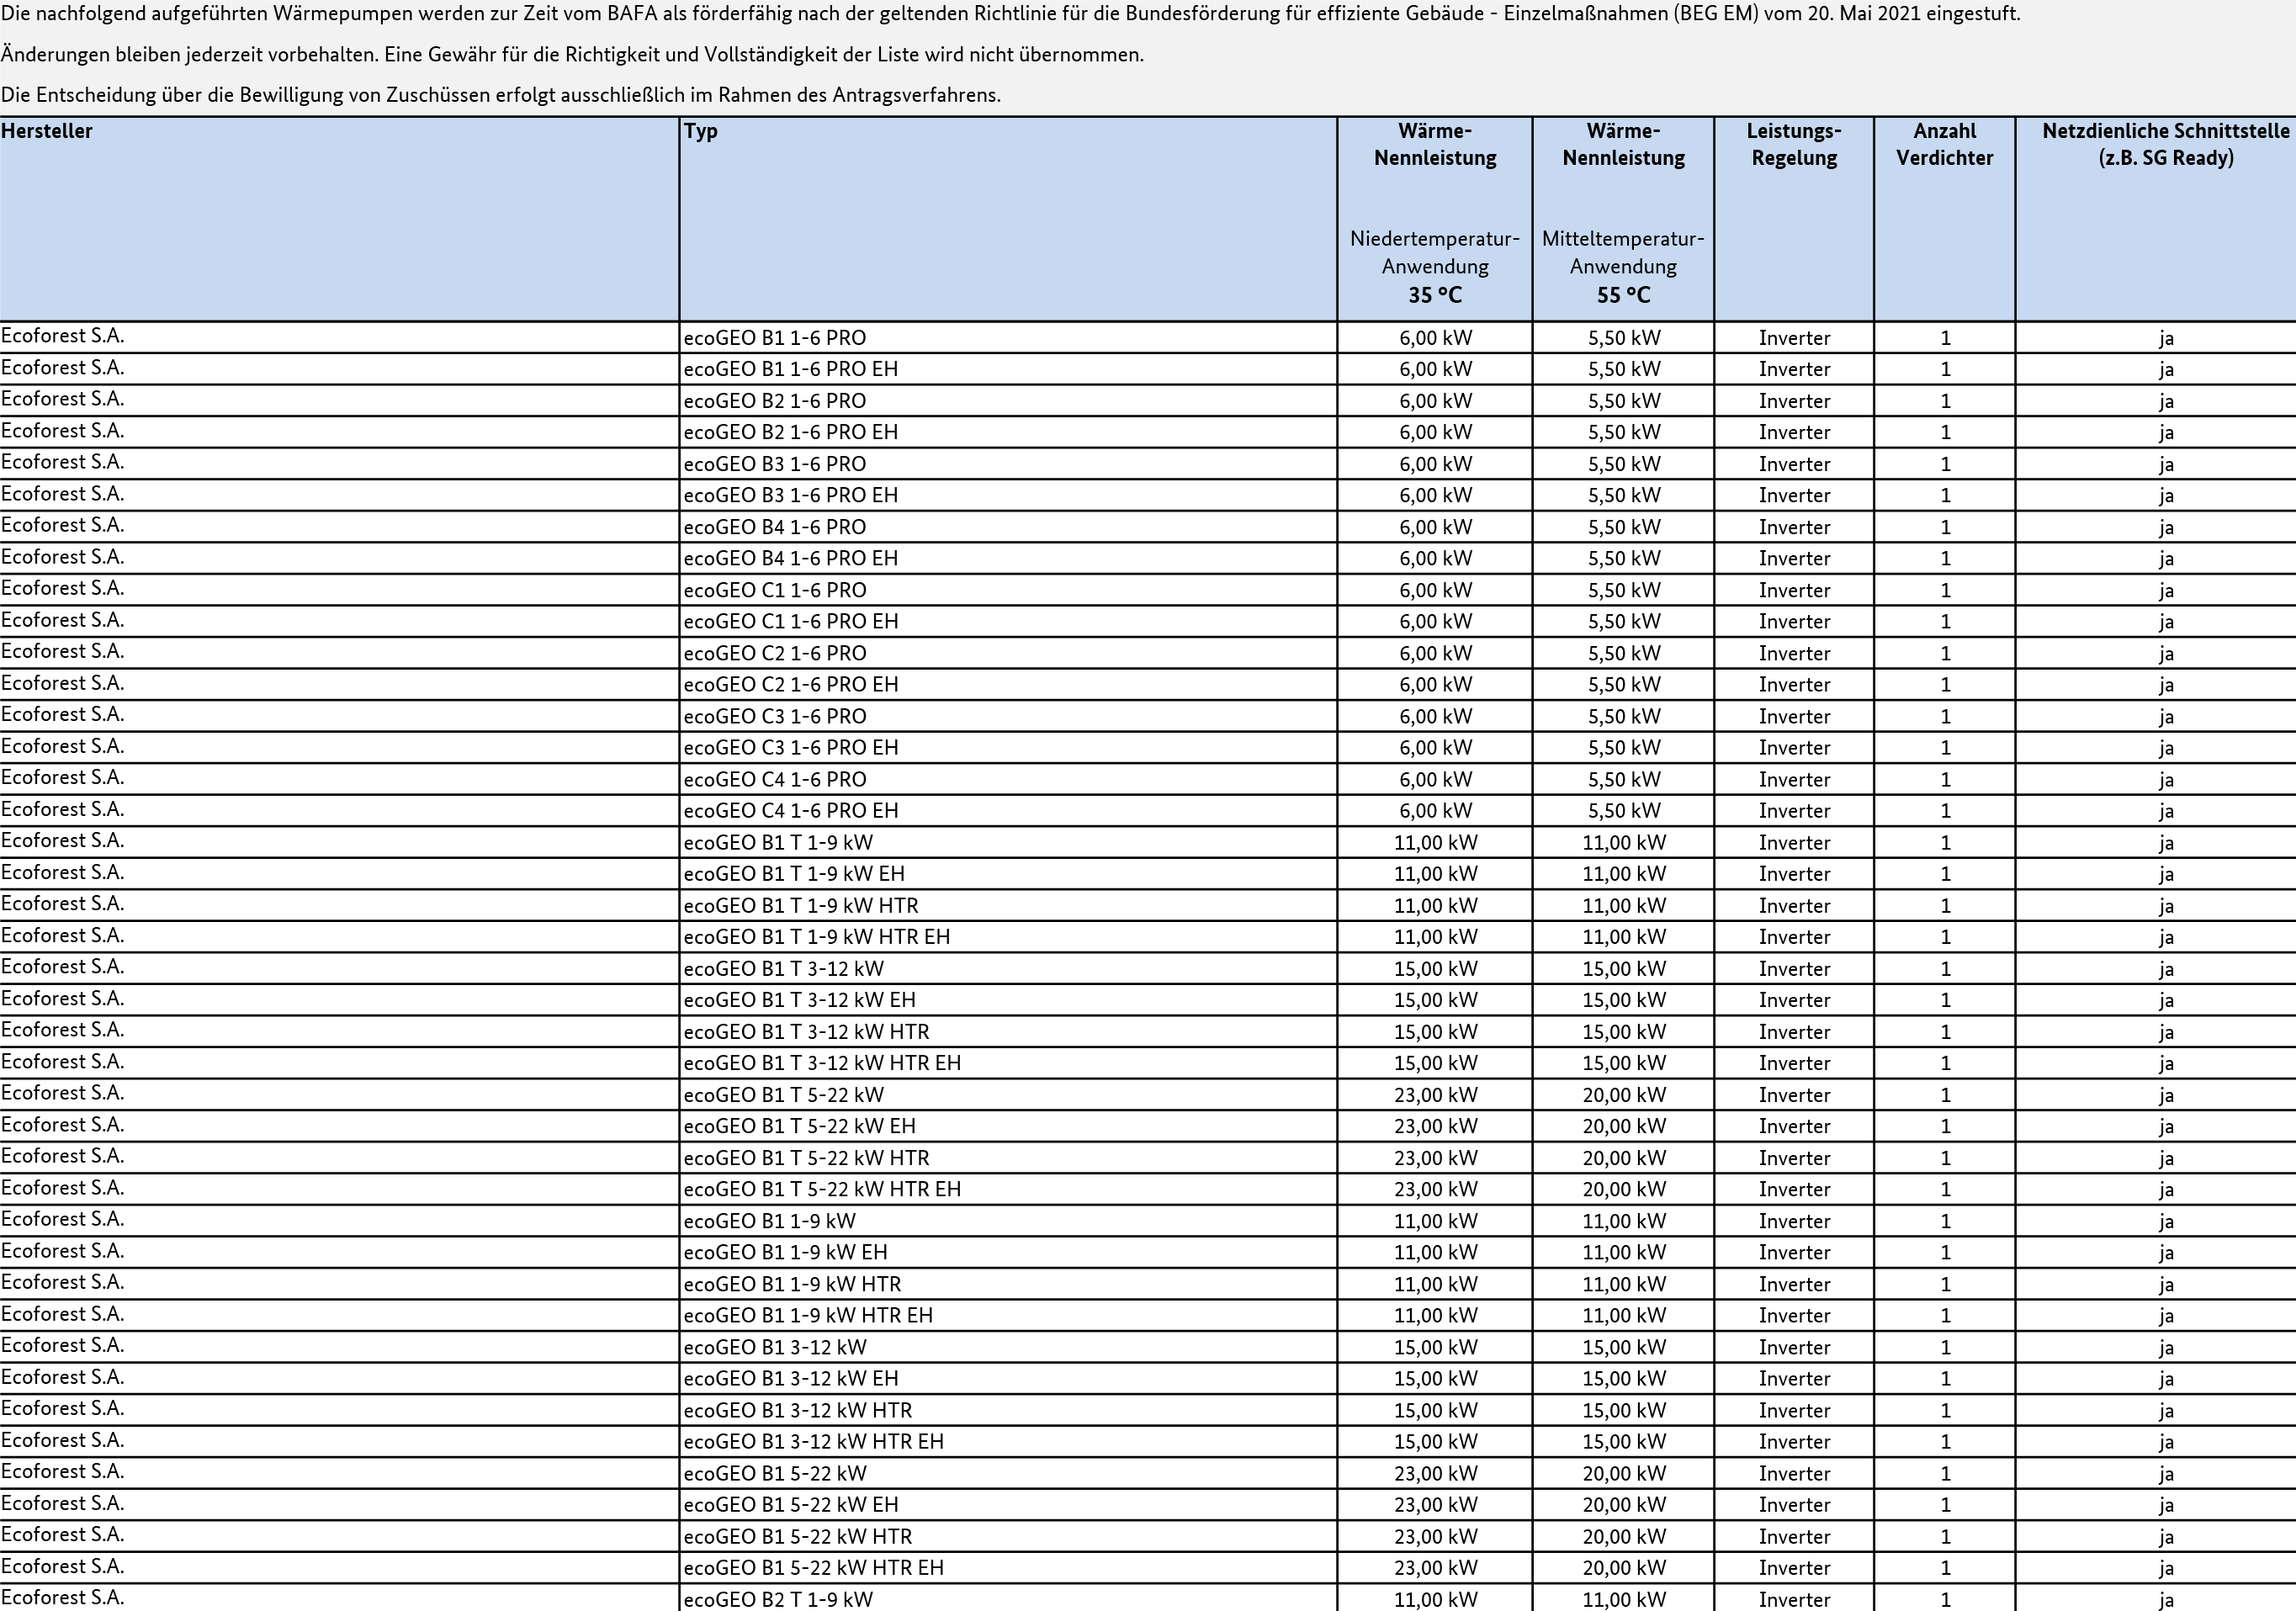 Die nachfolgend aufgeführten Wärmepumpen werden zur Zeit vom BAFA als förderfähig nach der geltenden Richtlinie für die Bundesförderung für effiziente Gebäude - Einzelmaßnahmen (BEG EM) vom 20. Mai 2021 eingestuft.
Änderungen bleiben jederzeit vorbehalten. Eine Gewähr für die Richtigkeit und Vollständigkeit der Liste wird nicht übernommen.
Die Entscheidung über die Bewilligung von Zuschüssen erfolgt ausschließlich im Rahmen des Antragsverfahrens.
Hersteller Typ Wärme- Wärme- Leistungs- Anzahl Netzdienliche Schnittstelle
Nennleistung Nennleistung Regelung Verdichter (z.B. SG Ready)
Niedertemperatur- Mitteltemperatur-
Anwendung Anwendung
35 °C 55 °C
Ecoforest S.A. ecoGEO B1 1-6 PRO 6,00 kW 5,50 kW Inverter 1 ja
Ecoforest S.A. ecoGEO B1 1-6 PRO EH 6,00 kW 5,50 kW Inverter 1 ja
Ecoforest S.A. ecoGEO B2 1-6 PRO 6,00 kW 5,50 kW Inverter 1 ja
Ecoforest S.A. ecoGEO B2 1-6 PRO EH 6,00 kW 5,50 kW Inverter 1 ja
Ecoforest S.A. ecoGEO B3 1-6 PRO 6,00 kW 5,50 kW Inverter 1 ja
Ecoforest S.A. ecoGEO B3 1-6 PRO EH 6,00 kW 5,50 kW Inverter 1 ja
Ecoforest S.A. ecoGEO B4 1-6 PRO 6,00 kW 5,50 kW Inverter 1 ja
Ecoforest S.A. ecoGEO B4 1-6 PRO EH 6,00 kW 5,50 kW Inverter 1 ja
Ecoforest S.A. ecoGEO C1 1-6 PRO 6,00 kW 5,50 kW Inverter 1 ja
Ecoforest S.A. ecoGEO C1 1-6 PRO EH 6,00 kW 5,50 kW Inverter 1 ja
Ecoforest S.A. ecoGEO C2 1-6 PRO 6,00 kW 5,50 kW Inverter 1 ja
Ecoforest S.A. ecoGEO C2 1-6 PRO EH 6,00 kW 5,50 kW Inverter 1 ja
Ecoforest S.A. ecoGEO C3 1-6 PRO 6,00 kW 5,50 kW Inverter 1 ja
Ecoforest S.A. ecoGEO C3 1-6 PRO EH 6,00 kW 5,50 kW Inverter 1 ja
Ecoforest S.A. ecoGEO C4 1-6 PRO 6,00 kW 5,50 kW Inverter 1 ja
Ecoforest S.A. ecoGEO C4 1-6 PRO EH 6,00 kW 5,50 kW Inverter 1 ja
Ecoforest S.A. ecoGEO B1 T 1-9 kW 11,00 kW 11,00 kW Inverter 1 ja
Ecoforest S.A. ecoGEO B1 T 1-9 kW EH 11,00 kW 11,00 kW Inverter 1 ja
Ecoforest S.A. ecoGEO B1 T 1-9 kW HTR 11,00 kW 11,00 kW Inverter 1 ja
Ecoforest S.A. ecoGEO B1 T 1-9 kW HTR EH 11,00 kW 11,00 kW Inverter 1 ja
Ecoforest S.A. ecoGEO B1 T 3-12 kW 15,00 kW 15,00 kW Inverter 1 ja
Ecoforest S.A. ecoGEO B1 T 3-12 kW EH 15,00 kW 15,00 kW Inverter 1 ja
Ecoforest S.A. ecoGEO B1 T 3-12 kW HTR 15,00 kW 15,00 kW Inverter 1 ja
Ecoforest S.A. ecoGEO B1 T 3-12 kW HTR EH 15,00 kW 15,00 kW Inverter 1 ja
Ecoforest S.A. ecoGEO B1 T 5-22 kW 23,00 kW 20,00 kW Inverter 1 ja
Ecoforest S.A. ecoGEO B1 T 5-22 kW EH 23,00 kW 20,00 kW Inverter 1 ja
Ecoforest S.A. ecoGEO B1 T 5-22 kW HTR 23,00 kW 20,00 kW Inverter 1 ja
Ecoforest S.A. ecoGEO B1 T 5-22 kW HTR EH 23,00 kW 20,00 kW Inverter 1 ja
Ecoforest S.A. ecoGEO B1 1-9 kW 11,00 kW 11,00 kW Inverter 1 ja
Ecoforest S.A. ecoGEO B1 1-9 kW EH 11,00 kW 11,00 kW Inverter 1 ja
Ecoforest S.A. ecoGEO B1 1-9 kW HTR 11,00 kW 11,00 kW Inverter 1 ja
Ecoforest S.A. ecoGEO B1 1-9 kW HTR EH 11,00 kW 11,00 kW Inverter 1 ja
Ecoforest S.A. ecoGEO B1 3-12 kW 15,00 kW 15,00 kW Inverter 1 ja
Ecoforest S.A. ecoGEO B1 3-12 kW EH 15,00 kW 15,00 kW Inverter 1 ja
Ecoforest S.A. ecoGEO B1 3-12 kW HTR 15,00 kW 15,00 kW Inverter 1 ja
Ecoforest S.A. ecoGEO B1 3-12 kW HTR EH 15,00 kW 15,00 kW Inverter 1 ja
Ecoforest S.A. ecoGEO B1 5-22 kW 23,00 kW 20,00 kW Inverter 1 ja
Ecoforest S.A. ecoGEO B1 5-22 kW EH 23,00 kW 20,00 kW Inverter 1 ja
Ecoforest S.A. ecoGEO B1 5-22 kW HTR 23,00 kW 20,00 kW Inverter 1 ja
Ecoforest S.A. ecoGEO B1 5-22 kW HTR EH 23,00 kW 20,00 kW Inverter 1 ja
Ecoforest S.A. ecoGEO B2 T 1-9 kW 11,00 kW 11,00 kW Inverter 1 ja